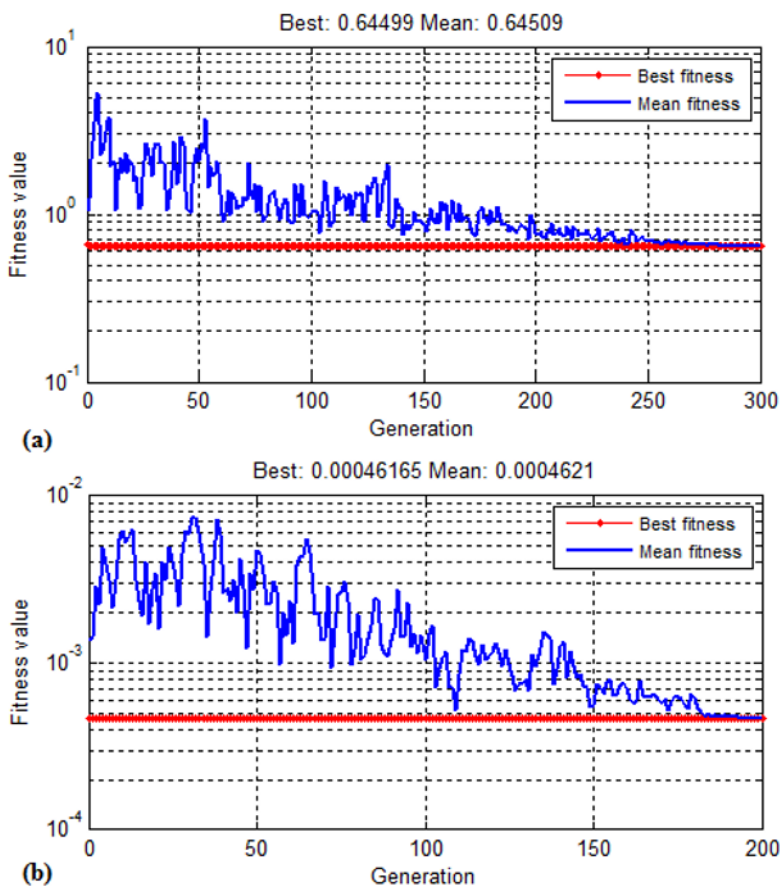 Best: 0.64499 Mean: 0.64509
10^1
10^0
10^-1
Fitness value
Best fitness
Mean fitness
0 50 100 150 200 250 300
Generation
(a)
Best: 0.00046165 Mean: 0.0004621
10^-2
10^-3
10^-4
Fitness value
Best fitness
Mean fitness
0 50 100 150 200
Generation
(b)